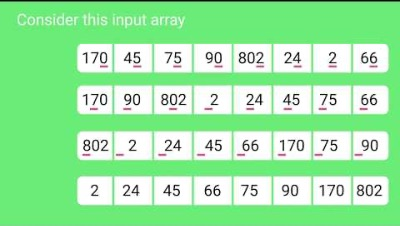 Consider this input array
170 45 75 90 802 24 2 66
170 90 802 2 24 45 75 66
802 2 24 45 66 170 75 90
2 24 45 66 75 90 170 802